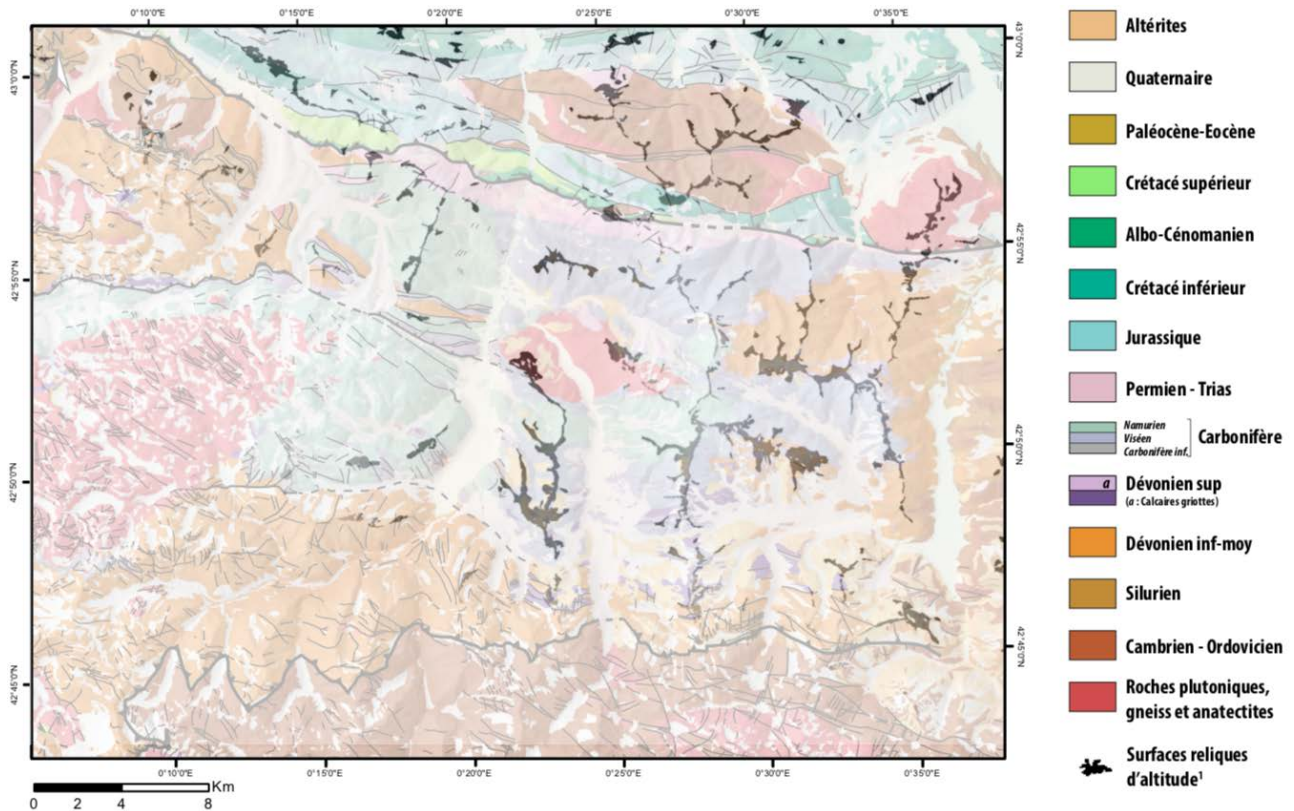 0°10'0"E 0°15'0"E 0°20'0"E 0°25'0"E 0°30'0"E 0°35'0"E
N
43°0'0"N
42°55'0"N
42°50'0"N
42°45'0"N
43°0'0"N
42°55'0"N
42°50'0"N
42°45'0"N
0°10'0"E 0°15'0"E 0°20'0"E 0°25'0"E 0°30'0"E 0°35'0"E
Km
0 2 4 8
Altérites
Quaternaire
Paléocène-Eocène
Crétacé supérieur
Albo-Cénomanien
Crétacé inférieur
Jurassique
Permien - Trias
Namurien
Viséen
Carbonifère inf.
Carbonifère
a Dévonien sup
(a : Calcaires griottes)
Dévonien inf-moy
Silurien
Cambrien - Ordovicien
Roches plutoniques,
gneiss et anatectites
Surfaces reliques
d'altitude¹